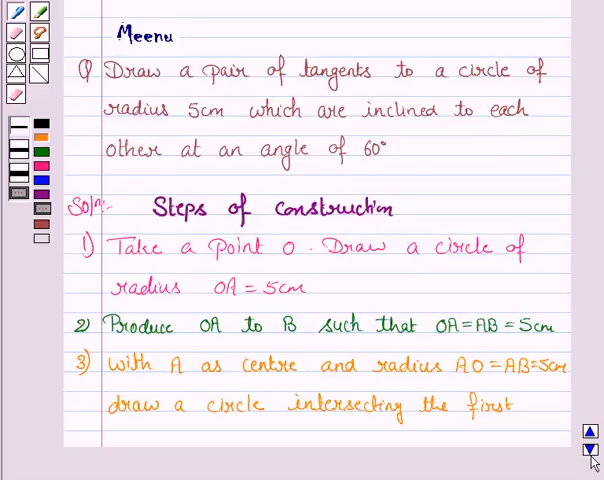 Meenu
Q Draw a pair of tangents to a circle of
radius 5cm which are inclined to each
other at an angle of 60°
Soln:- Steps of construction
1) Take a point O. Draw a circle of
radius OA = 5cm
2) Produce OA to B such that OA=AB=5cm
3) With A as centre and radius AO=AB=5cm
draw a circle intersecting the first